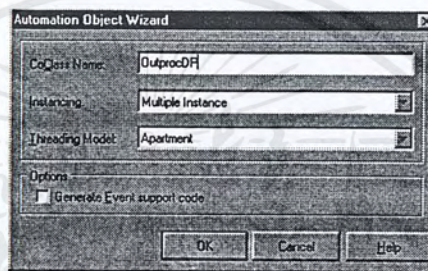 Automation Object Wizard
CoClass Name: OutprocDF
Instancing: Multiple Instance
Threading Model: Apartment
Options
Generate Event support code
OK Cancel Help